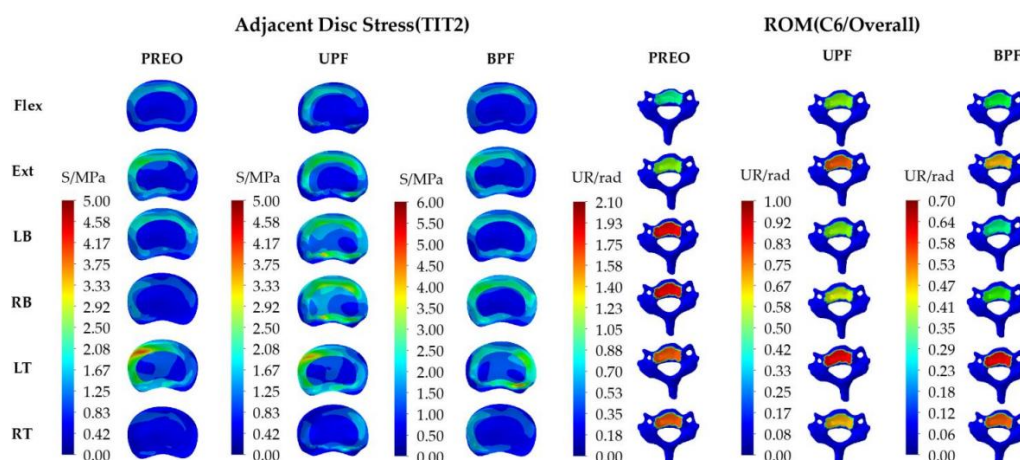 Adjacent Disc Stress(TIT2) ROM(C6/Overall)
PREO UPF BPF PREO UPF BPF
Flex
Ext
S/MPa S/MPa S/MPa UR/rad UR/rad UR/rad
5.00 5.00 6.00 2.10 1.00 0.70
4.58 4.58 5.50 1.93 0.92 0.64
LB
4.17 4.17 5.00 1.75 0.83 0.58
3.75 3.75 4.50 1.58 0.75 0.53
3.33 3.33 4.00 1.40 0.67 0.47
RB
2.92 2.92 3.50 1.23 0.58 0.41
2.50 2.50 3.00 1.05 0.50 0.35
2.08 2.08 2.50 0.88 0.42 0.29
LT
1.67 1.67 2.00 0.70 0.33 0.23
1.25 1.25 1.50 0.53 0.25 0.17
0.83 0.83 1.00 0.35 0.17 0.12
RT
0.42 0.42 0.50 0.18 0.08 0.06
0.00 0.00 0.00 0.00 0.00 0.00